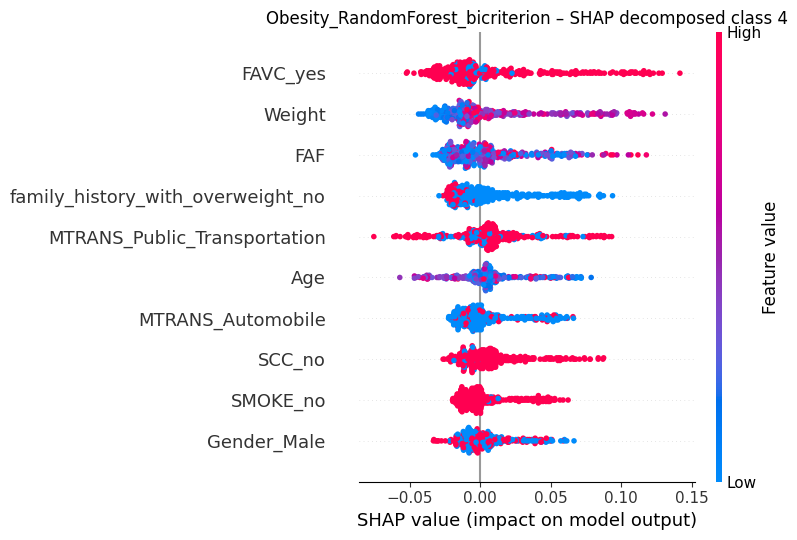 Obesity_RandomForest_bicriterion – SHAP decomposed class 4
High
FAVC_yes
Weight
FAF
family_history_with_overweight_no
MTRANS_Public_Transportation
Age
MTRANS_Automobile
SCC_no
SMOKE_no
Gender_Male
Feature value
Low
−0.05 0.00 0.05 0.10 0.15
SHAP value (impact on model output)